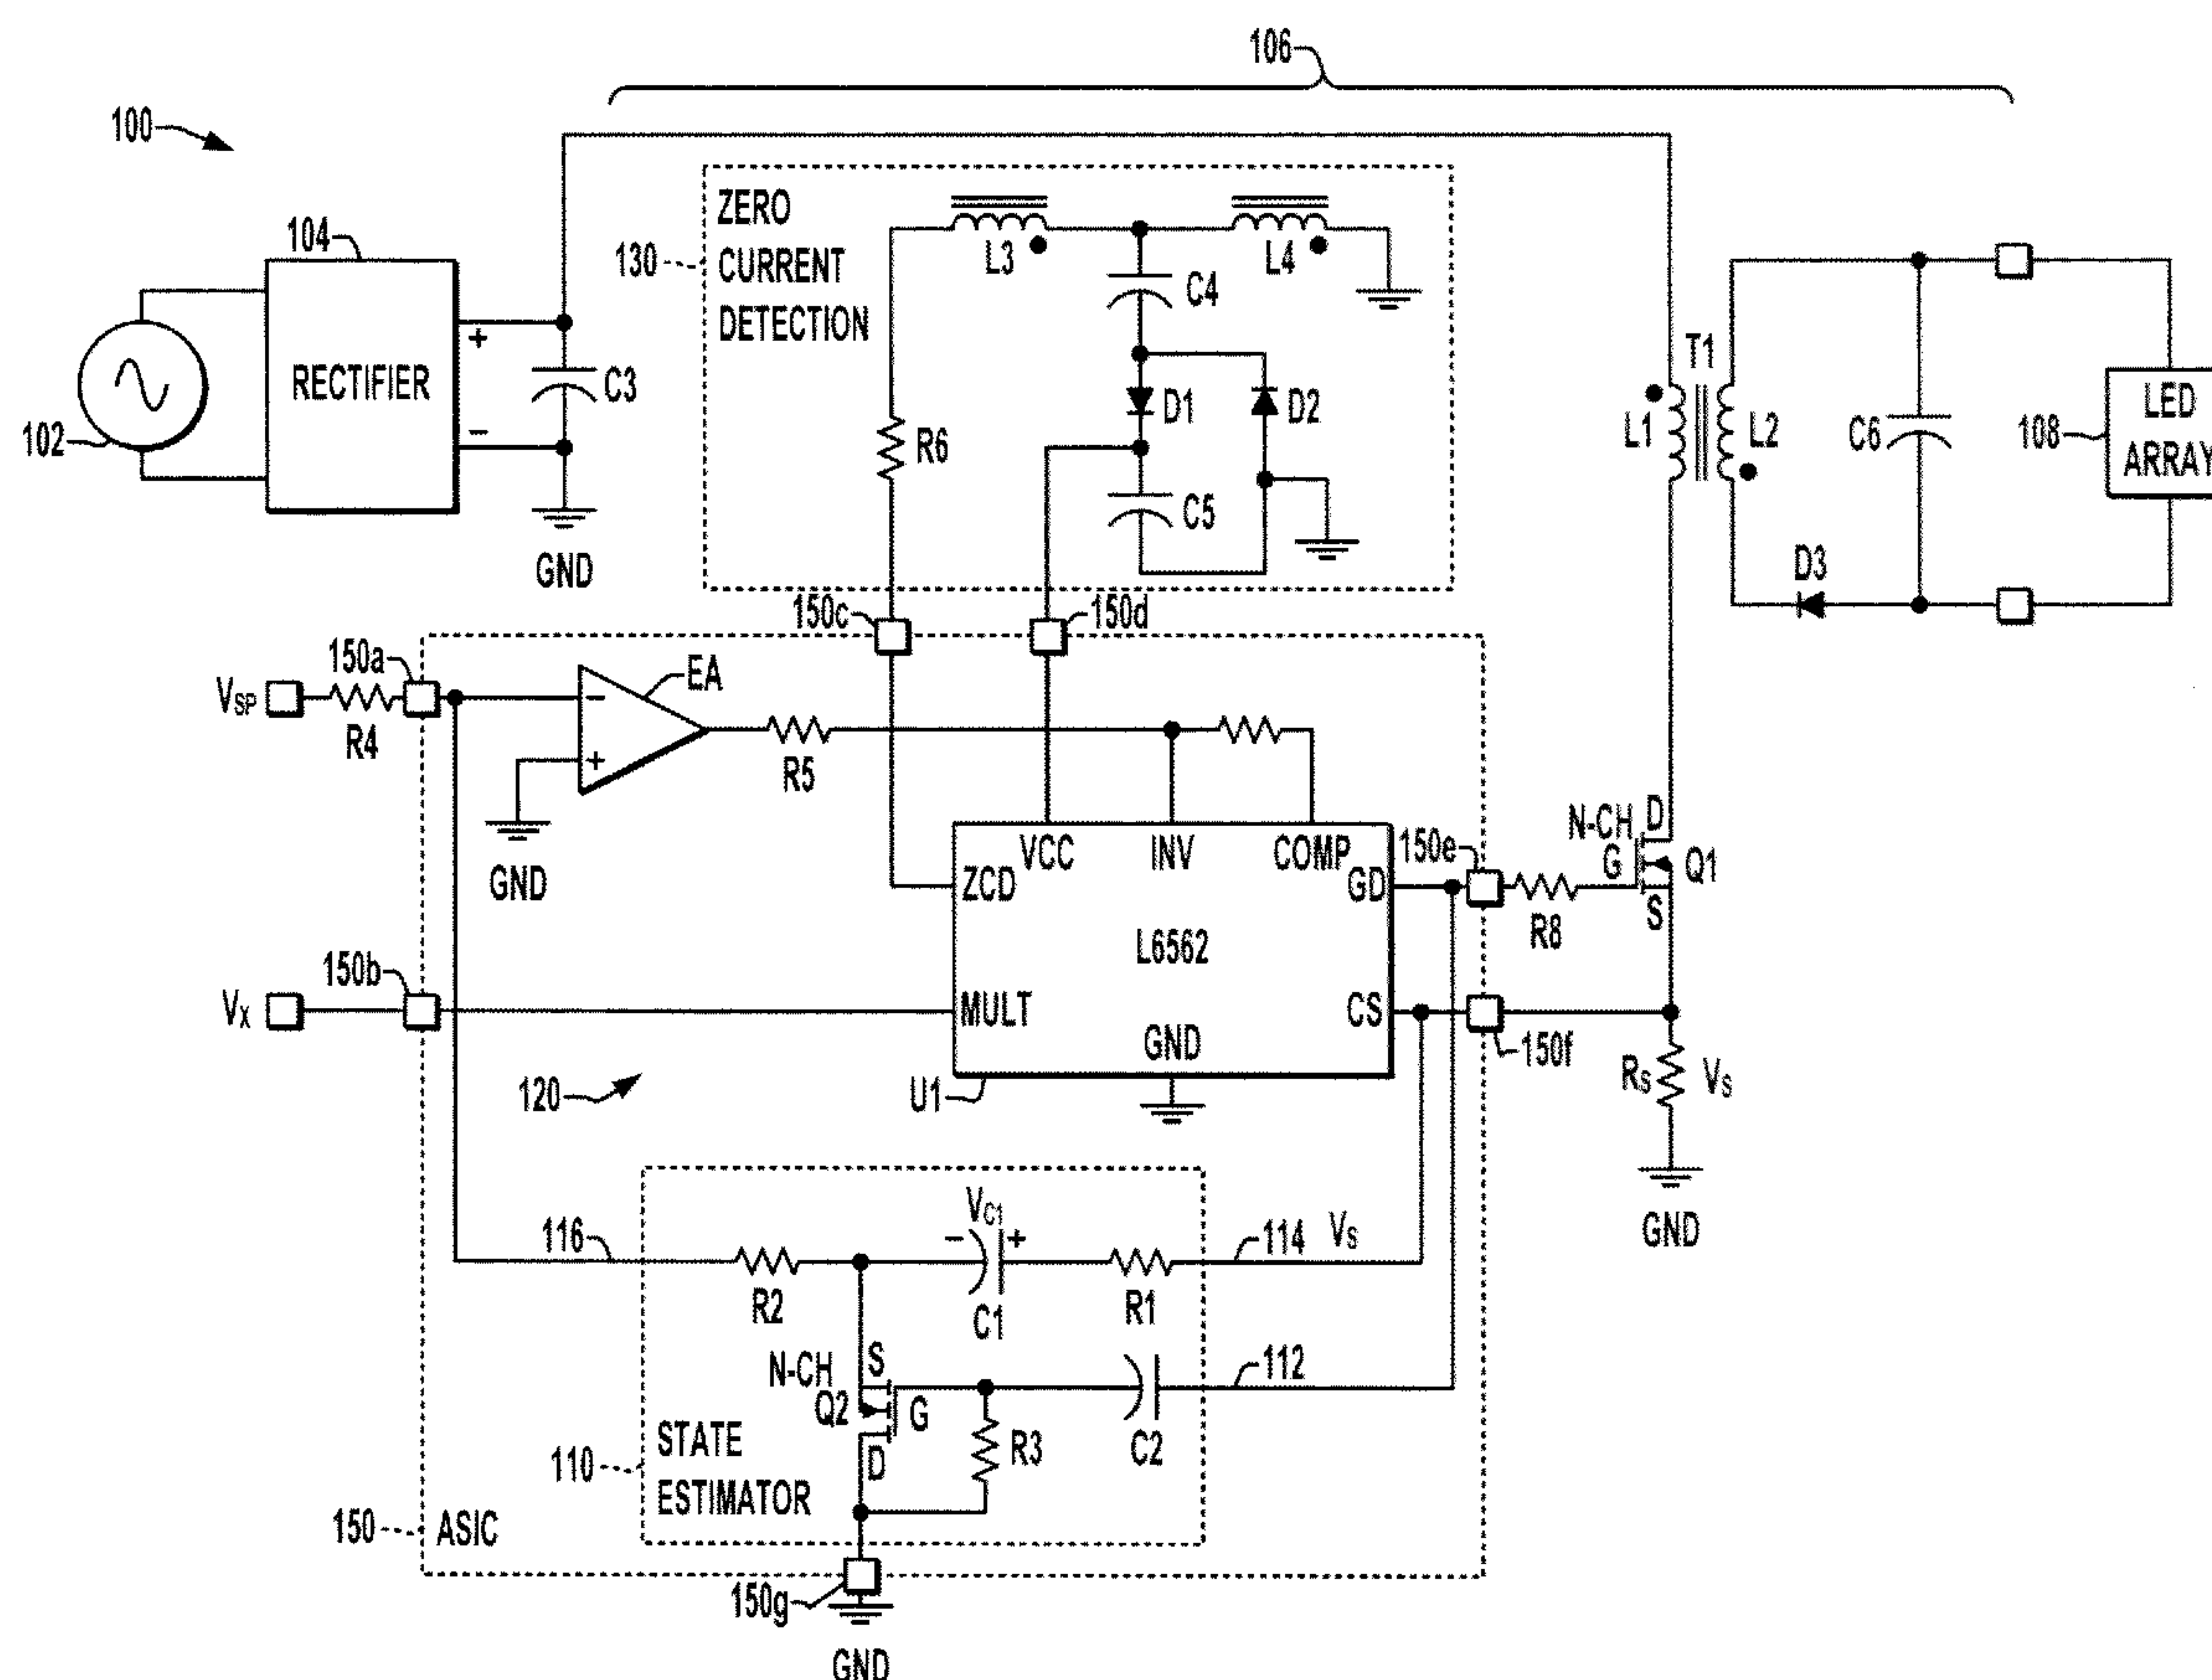 106
100
104
ZERO
CURRENT
DETECTION
130
L3
L4
C4
+
RECTIFIER
C3
D1
D2
T1
LED
ARRAY
L1
L2
C6
108
102
−
R6
C5
GND
D3
150c
150d
150a
EA
VSP
−
R4
+
R5
GND
VCC
INV
COMP
150e
N-CH
D
G
Q1
ZCD
GD
S
R8
L6562
150b
VX
MULT
CS
GND
150f
120
U1
RS
VS
VC1
116
−
+
114
VS
GND
R2
C1
R1
S
N-CH
Q2
G
112
STATE
ESTIMATOR
D
R3
C2
110
150
ASIC
150g
GND